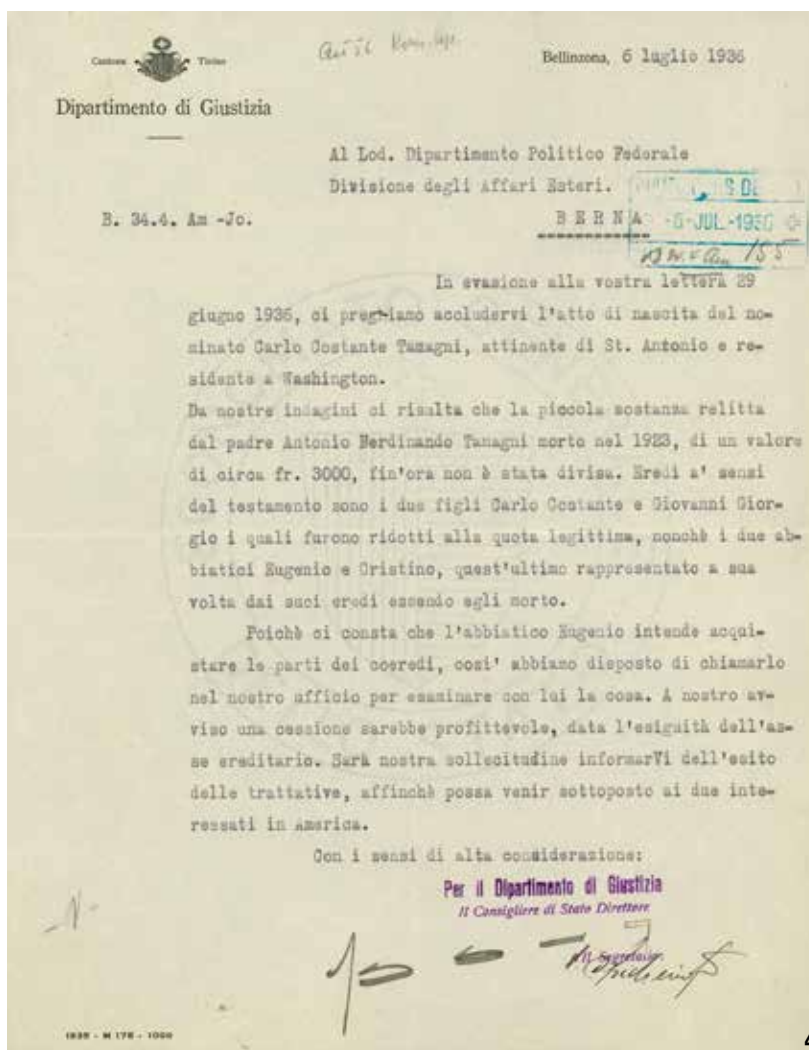 Cantone Ticino
Bellinzona, 6 luglio 1936
Dipartimento di Giustizia
Al Lod. Dipartimento Politico Federale
Divisione degli Affari Esteri.
B. 34.4. Am -Jo.
BERNA
-6-JUL.-1936
155
In evasione alla vostra lettera 29
giugno 1936, ci pregiamo accludervi l'atto di nascita del no-
minato Carlo Costante Tamagni, attinente di St. Antonio e re-
sidente a Washington.
Da nostre indagini ci risulta che la piccola sostanza relitta
dal padre Antonio Ferdinando Tamagni morto nel 1923, di un valore
di circa fr. 3000, fin'ora non è stata divisa. Eredi a' sensi
del testamento sono i due figli Carlo Costante e Giovanni Gior-
gio i quali furono ridotti alla quota legittima, nonchè i due ab-
biatici Eugenio e Cristino, quest'ultimo rappresentato a sua
volta dai suoi eredi essendo egli morto.
Poichè ci consta che l'abbiatico Eugenio intende acqui-
stare le parti dei coeredi, cosi' abbiamo disposto di chiamarlo
nel nostro ufficio per esaminare con lui la cosa. A nostro av-
viso una cessione sarebbe profittevole, data l'esiguità dell'as-
se ereditario. Sarà nostra sollecitudine informarVi dell'esito
delle trattative, affinchè possa venir sottoposto ai due inte-
ressati in America.
Con i sensi di alta considerazione:
Per il Dipartimento di Giustizia
Il Consigliere di Stato Direttore
Il Segretario:
-N-
1935 - M 176 - 1000